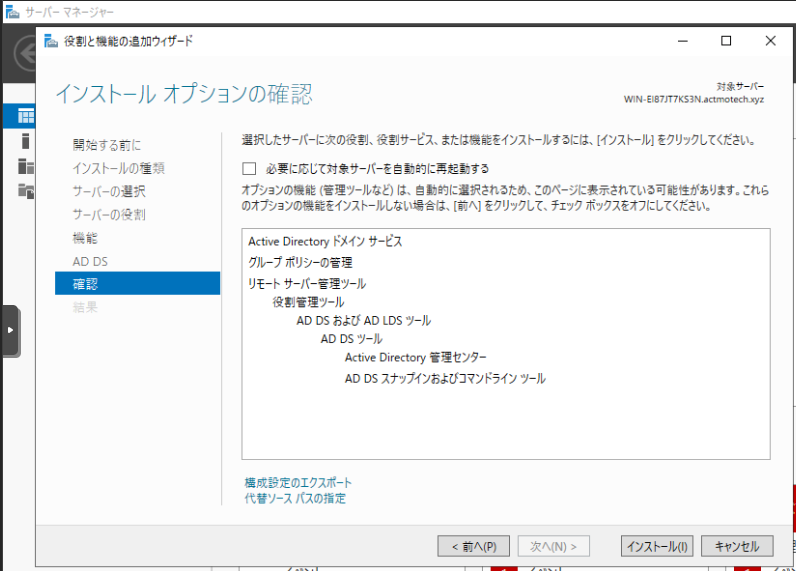 サーバー マネージャー
役割と機能の追加ウィザード
インストール オプションの確認
対象サーバー
WIN-EI87JT7KS3N.actmotech.xyz
開始する前に
インストールの種類
サーバーの選択
サーバーの役割
機能
AD DS
確認
結果
選択したサーバーに次の役割、役割サービス、または機能をインストールするには、[インストール] をクリックしてください。
必要に応じて対象サーバーを自動的に再起動する
オプションの機能 (管理ツールなど) は、自動的に選択されるため、このページに表示されている可能性があります。これら
のオプションの機能をインストールしない場合は、[前へ] をクリックして、チェック ボックスをオフにしてください。
Active Directory ドメイン サービス
グループ ポリシーの管理
リモート サーバー管理ツール
役割管理ツール
AD DS および AD LDS ツール
AD DS ツール
Active Directory 管理センター
AD DS スナップインおよびコマンドライン ツール
構成設定のエクスポート
代替ソース パスの指定
< 前へ(P)
次へ(N) >
インストール(I)
キャンセル